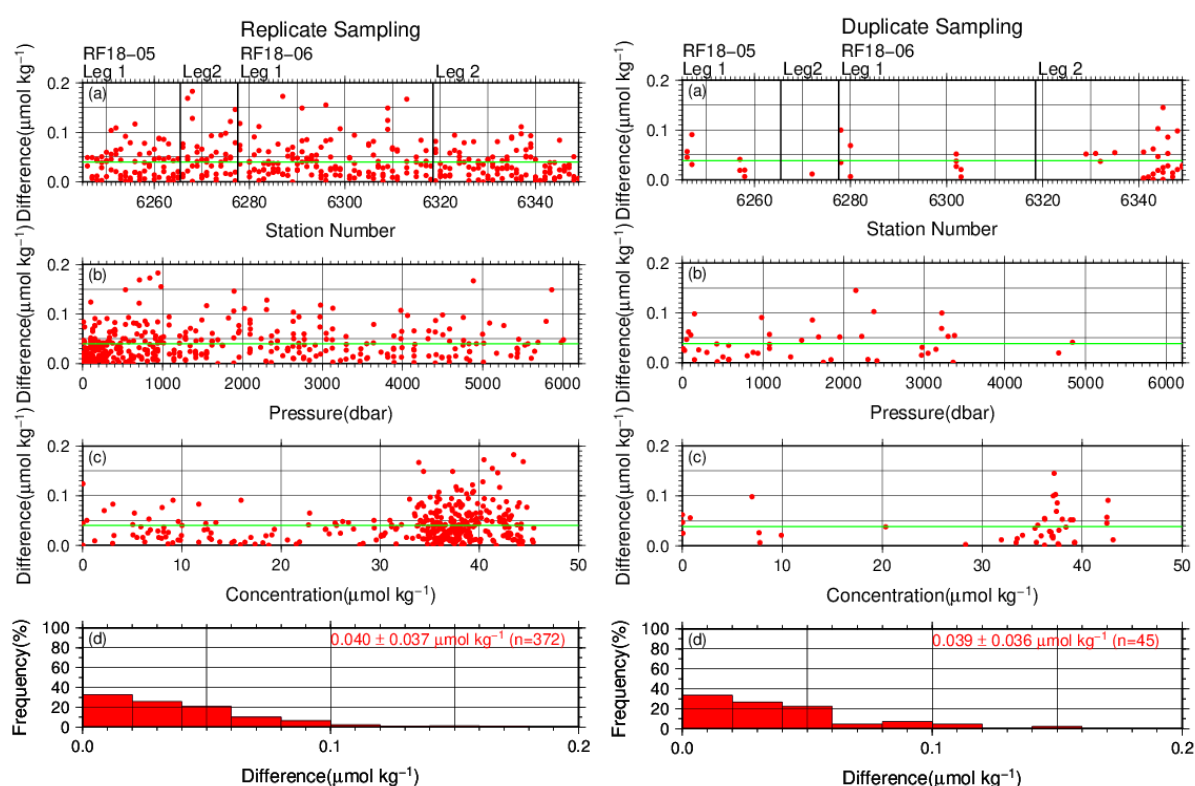 Replicate Sampling
RF18−05
RF18−06
Leg 1
Leg2
Leg 1
Leg 2
(a)
Difference(μmol kg⁻¹)
0.2
0.1
0.0
6260
6280
6300
6320
6340
Station Number
(b)
Difference(μmol kg⁻¹)
0.2
0.1
0.0
0
1000
2000
3000
4000
5000
6000
Pressure(dbar)
(c)
Difference(μmol kg⁻¹)
0.2
0.1
0.0
0
10
20
30
40
50
Concentration(μmol kg⁻¹)
(d)
0.040 ± 0.037 μmol kg⁻¹ (n=372)
Frequency(%)
100
80
60
40
20
0
0.0
0.1
0.2
Difference(μmol kg⁻¹)
Duplicate Sampling
RF18−05
RF18−06
Leg 1
Leg2
Leg 1
Leg 2
(a)
Difference(μmol kg⁻¹)
0.2
0.1
0.0
6260
6280
6300
6320
6340
Station Number
(b)
Difference(μmol kg⁻¹)
0.2
0.1
0.0
0
1000
2000
3000
4000
5000
6000
Pressure(dbar)
(c)
Difference(μmol kg⁻¹)
0.2
0.1
0.0
0
10
20
30
40
50
Concentration(μmol kg⁻¹)
(d)
0.039 ± 0.036 μmol kg⁻¹ (n=45)
Frequency(%)
100
80
60
40
20
0
0.0
0.1
0.2
Difference(μmol kg⁻¹)